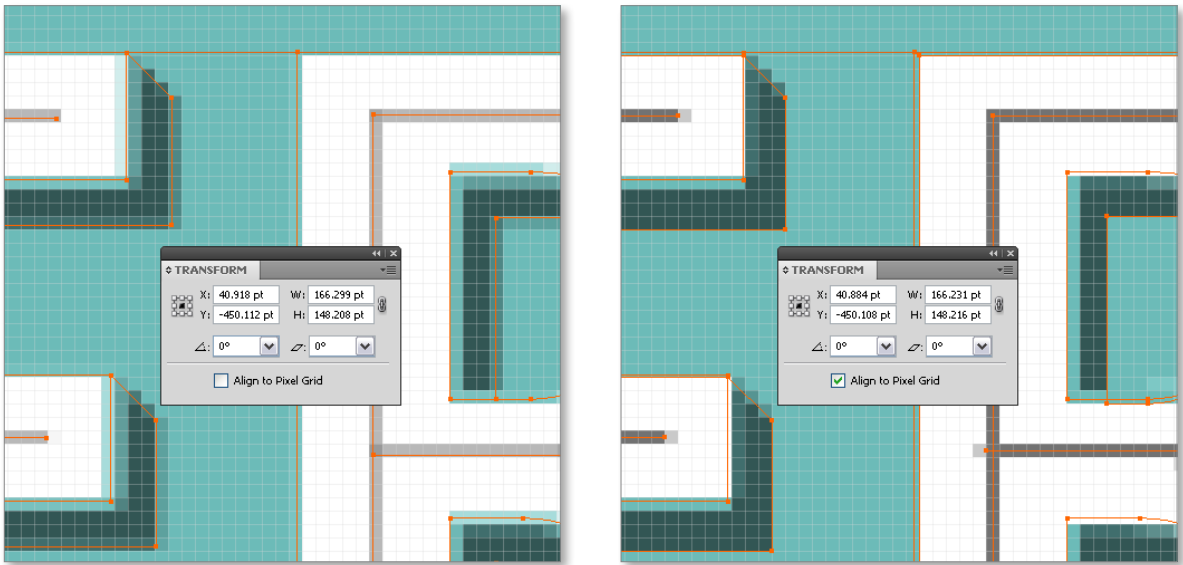 TRANSFORM
X: 40.918 pt W: 166.299 pt
Y: -450.112 pt H: 148.208 pt
0° 0°
Align to Pixel Grid
TRANSFORM
X: 40.884 pt W: 166.231 pt
Y: -450.108 pt H: 148.216 pt
0° 0°
Align to Pixel Grid